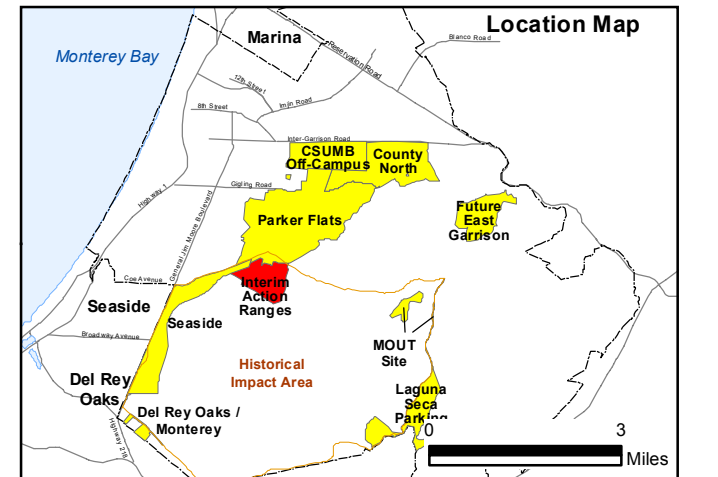 Location Map
Marina
Blanco Road
Monterey Bay
Reservation Road
12th Street
Imjin Road
8th Street
Inter-Garrison Road
CSUMB
Off-Campus
County
North
Gigling Road
Highway 1
General Jim Moore Boulevard
Parker Flats
Future
East
Garrison
Coe Avenue
Interim
Action
Ranges
Seaside
Seaside
Broadway Avenue
MOUT
Site
Historical
Impact Area
Del Rey
Oaks
Laguna
Seca
Parking
Del Rey Oaks /
Monterey
Highway 218
0
3
Miles